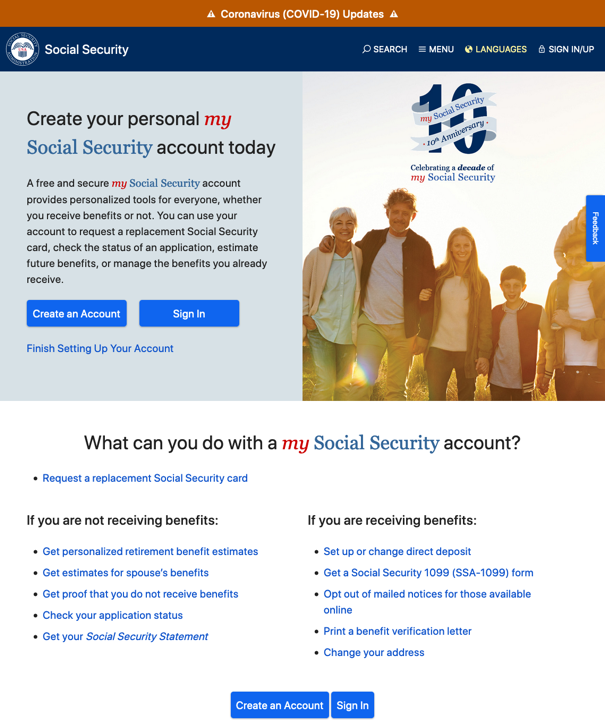 Coronavirus (COVID-19) Updates
Social Security
SEARCH
MENU
LANGUAGES
SIGN IN/UP
Create your personal my
Social Security account today
A free and secure my Social Security account
provides personalized tools for everyone, whether
you receive benefits or not. You can use your
account to request a replacement Social Security
card, check the status of an application, estimate
future benefits, or manage the benefits you already
receive.
Create an Account
Sign In
Finish Setting Up Your Account
10
my Social Security
10th Anniversary
Celebrating a decade of
my Social Security
Feedback
What can you do with a my Social Security account?
Request a replacement Social Security card
If you are not receiving benefits:
Get personalized retirement benefit estimates
Get estimates for spouse's benefits
Get proof that you do not receive benefits
Check your application status
Get your Social Security Statement
If you are receiving benefits:
Set up or change direct deposit
Get a Social Security 1099 (SSA-1099) form
Opt out of mailed notices for those available
online
Print a benefit verification letter
Change your address
Create an Account
Sign In